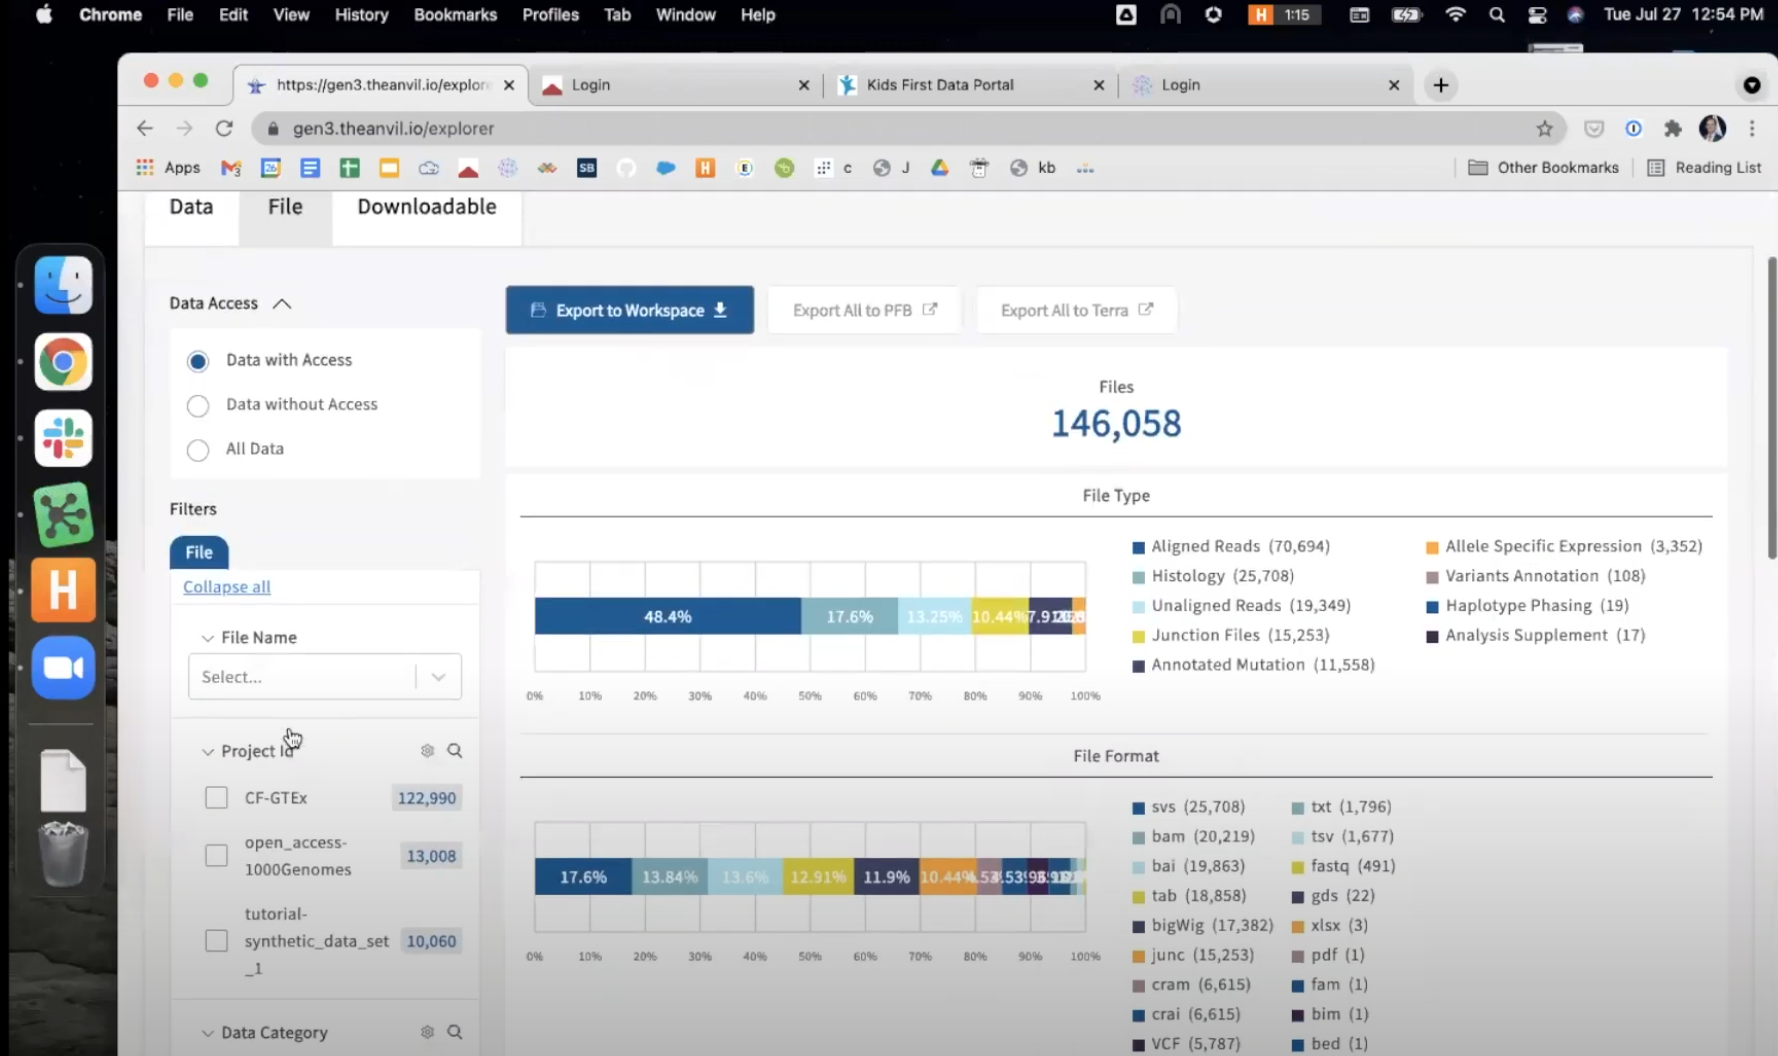 Chrome File Edit View History Bookmarks Profiles Tab Window Help H 1:15 Tue Jul 27 12:54 PM
https://gen3.theanvil.io/explore Login Kids First Data Portal Login
gen3.theanvil.io/explorer
Apps 26 SB H E c J kb Other Bookmarks Reading List
Data File Downloadable
Data Access
Data with Access
Data without Access
All Data
Filters
File
Collapse all
File Name
Select...
Project Id
CF-GTEx 122,990
open_access-
1000Genomes
13,008
tutorial-
synthetic_data_set
_1
10,060
Data Category
H
Export to Workspace Export All to PFB Export All to Terra
Files
146,058
File Type
48.4% 17.6% 13.25% 10.44% 7.91
0% 10% 20% 30% 40% 50% 60% 70% 80% 90% 100%
Aligned Reads (70,694)
Histology (25,708)
Unaligned Reads (19,349)
Junction Files (15,253)
Annotated Mutation (11,558)
Allele Specific Expression (3,352)
Variants Annotation (108)
Haplotype Phasing (19)
Analysis Supplement (17)
File Format
17.6% 13.84% 13.6% 12.91% 11.9% 10.44%
0% 10% 20% 30% 40% 50% 60% 70% 80% 90% 100%
svs (25,708)
bam (20,219)
bai (19,863)
tab (18,858)
bigWig (17,382)
junc (15,253)
cram (6,615)
crai (6,615)
VCF (5,787)
txt (1,796)
tsv (1,677)
fastq (491)
gds (22)
xlsx (3)
pdf (1)
fam (1)
bim (1)
bed (1)